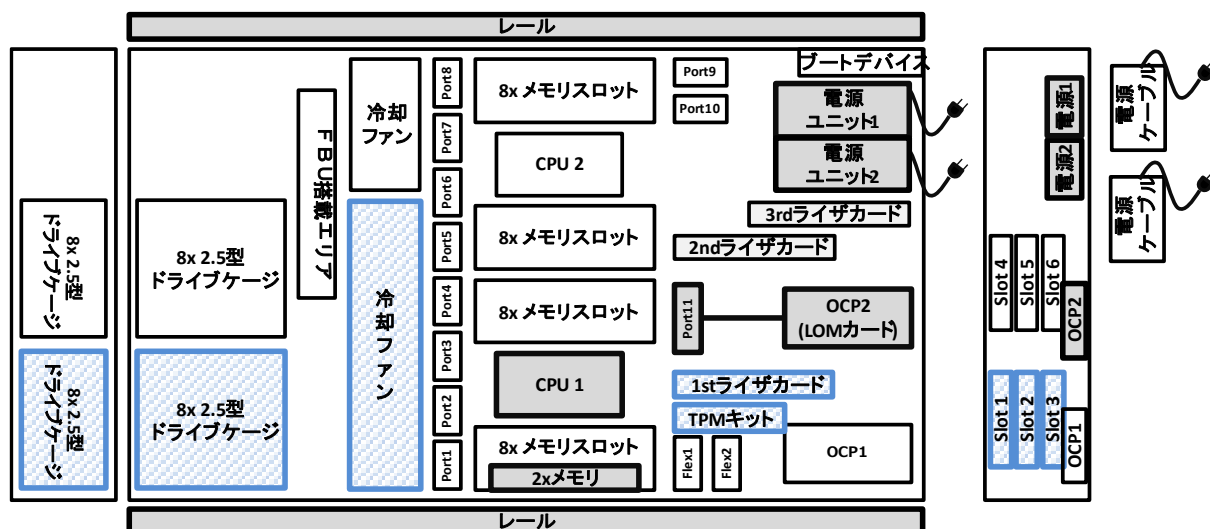 レール
8x 2.5型
ドライブケージ
8x 2.5型
ドライブケージ
8x 2.5型
ドライブケージ
8x 2.5型
ドライブケージ
FBU搭載エリア
冷却
ファン
冷却ファン
Port8
Port7
Port6
Port5
Port4
Port3
Port2
Port1
8x メモリスロット
CPU 2
8x メモリスロット
8x メモリスロット
CPU 1
8x メモリスロット
2xメモリ
Port9
Port10
ブートデバイス
電源
ユニット1
電源
ユニット2
3rdライザカード
2ndライザカード
Port11
OCP2
(LOMカード)
1stライザカード
TPMキット
Flex1
Flex2
OCP1
レール
電源1
電源2
Slot 4
Slot 5
Slot 6
OCP2
Slot 1
Slot 2
Slot 3
OCP1
電源
ケーブル
電源
ケーブル